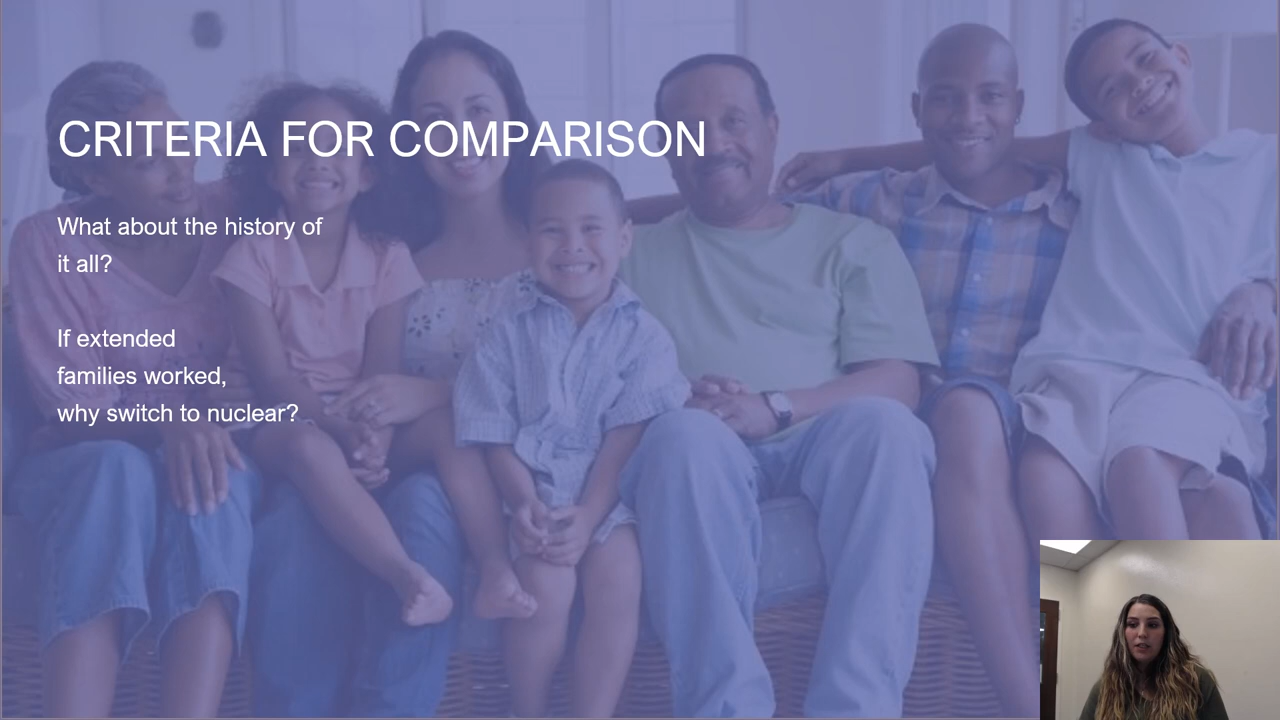 CRITERIA FOR COMPARISON
What about the history of
it all?
If extended
families worked,
why switch to nuclear?